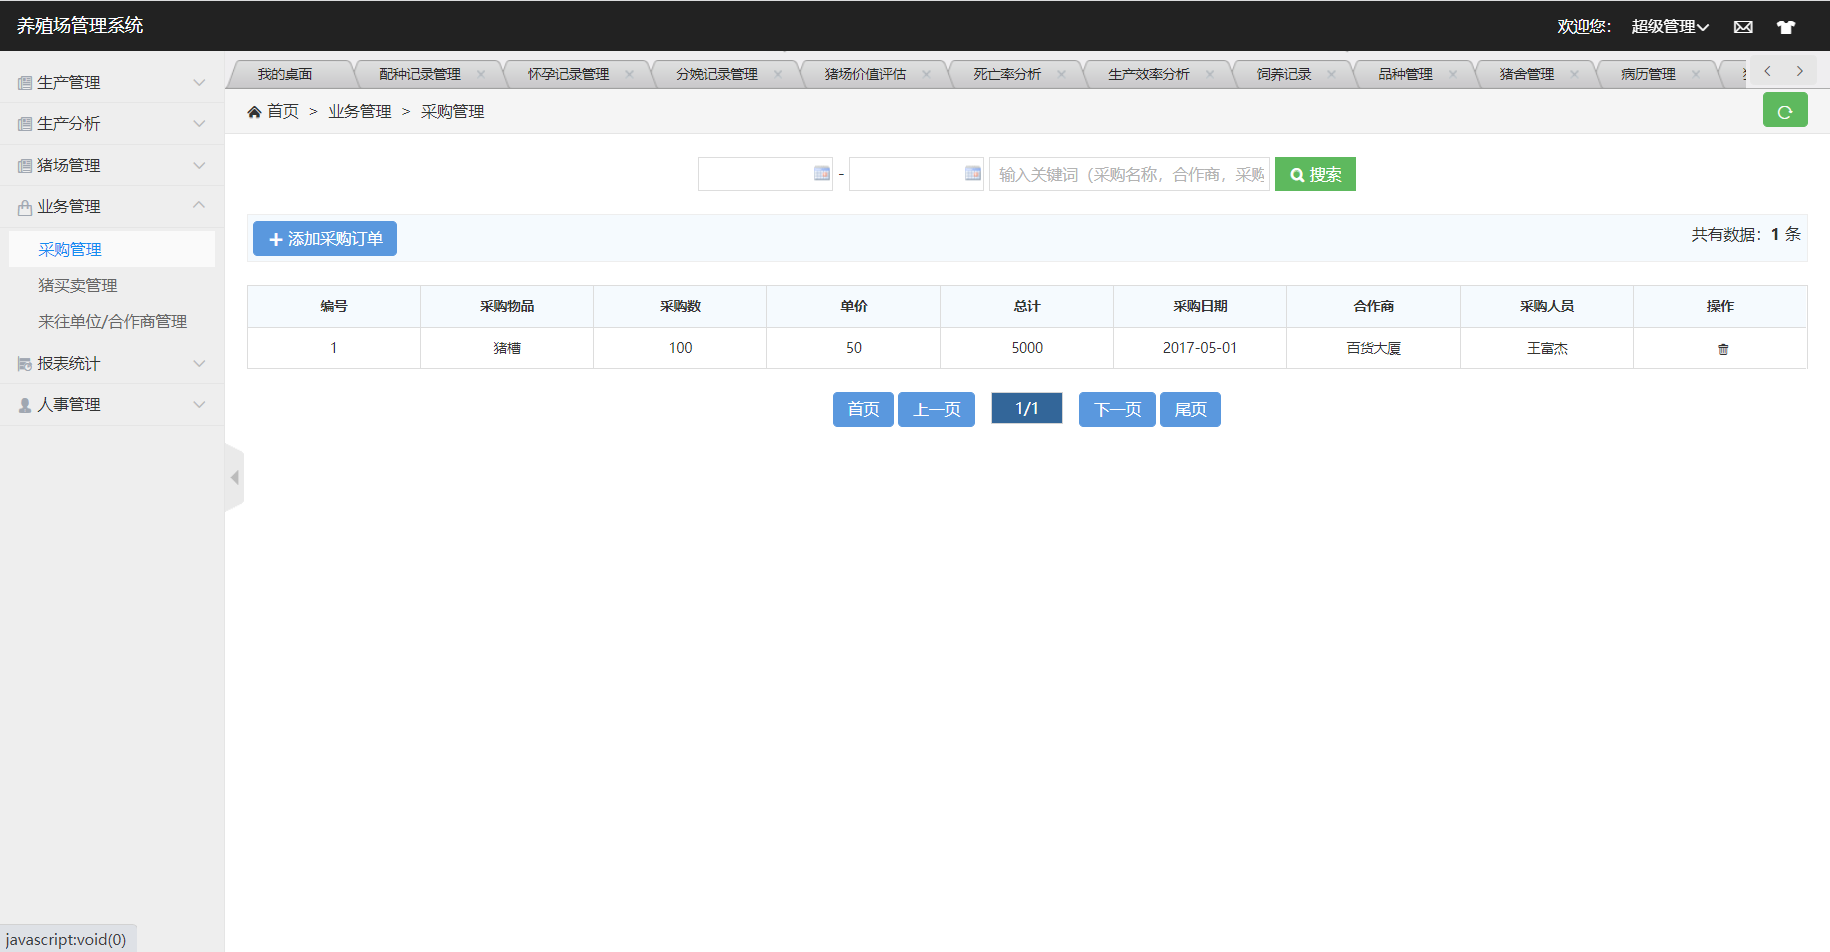 养殖场管理系统
欢迎您： 超级管理
生产管理
生产分析
猪场管理
业务管理
采购管理
猪买卖管理
来往单位/合作商管理
报表统计
人事管理
我的桌面 配种记录管理 怀孕记录管理 分娩记录管理 猪场价值评估 死亡率分析 生产效率分析 饲养记录 品种管理 猪舍管理 病历管理
首页 > 业务管理 > 采购管理
- 输入关键词（采购名称，合作商，采购 搜索
添加采购订单 共有数据：1 条
编号 采购物品 采购数 单价 总计 采购日期 合作商 采购人员 操作
1 猪槽 100 50 5000 2017-05-01 百货大厦 王富杰
首页 上一页 1/1 下一页 尾页
javascript:void(0)